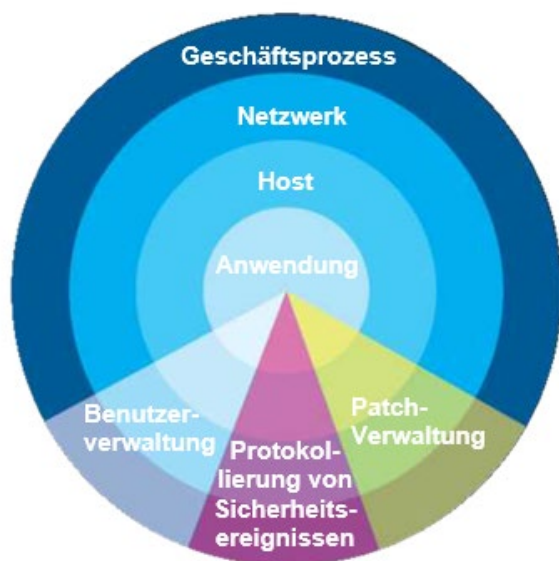 Geschäftsprozess
Netzwerk
Host
Anwendung
Benutzer-
verwaltung
Protokol-
lierung von
Sicherheits-
ereignissen
Patch-
Verwaltung